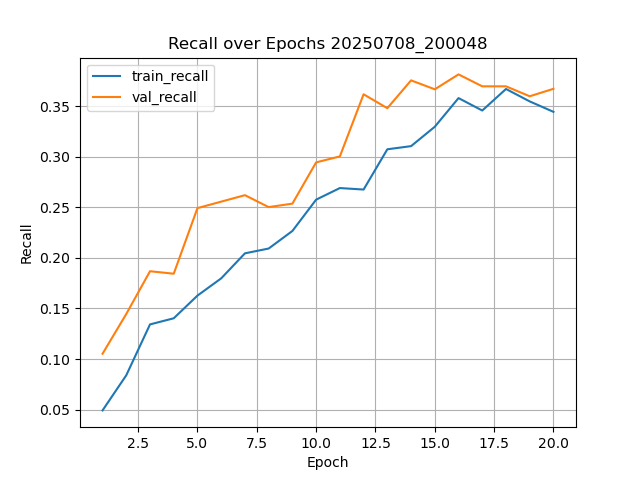 Recall over Epochs 20250708_200048
train_recall
val_recall
Recall
0.35
0.30
0.25
0.20
0.15
0.10
0.05
2.5 5.0 7.5 10.0 12.5 15.0 17.5 20.0
Epoch